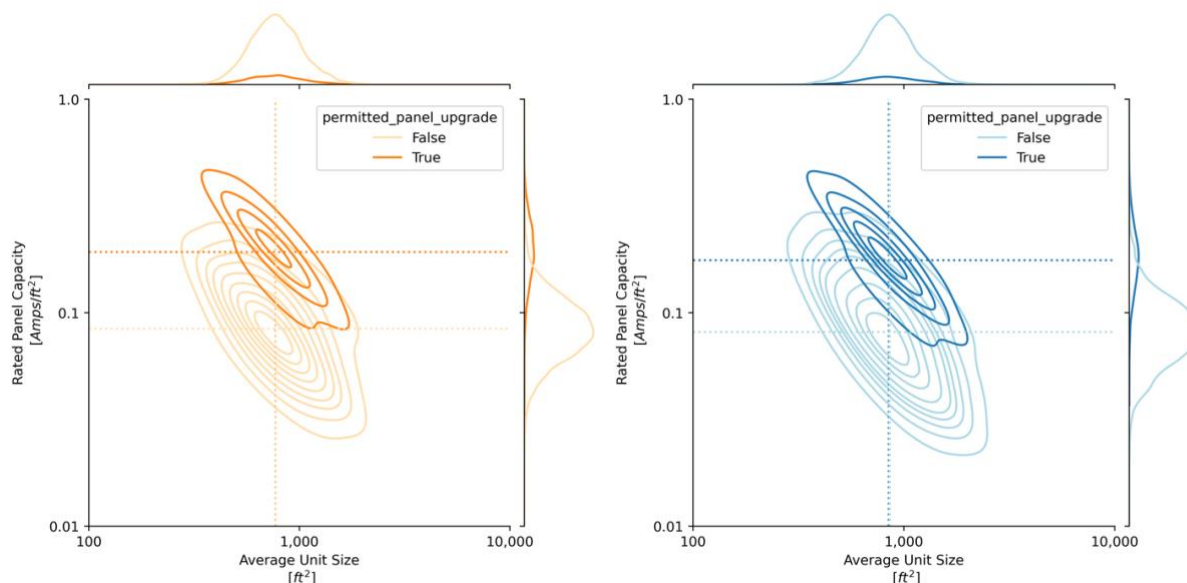 permitted_panel_upgrade
False
True
1.0
0.1
0.01
Rated Panel Capacity
[Amps/ft²]
100
1,000
10,000
Average Unit Size
[ft²]
permitted_panel_upgrade
False
True
1.0
0.1
0.01
Rated Panel Capacity
[Amps/ft²]
100
1,000
10,000
Average Unit Size
[ft²]